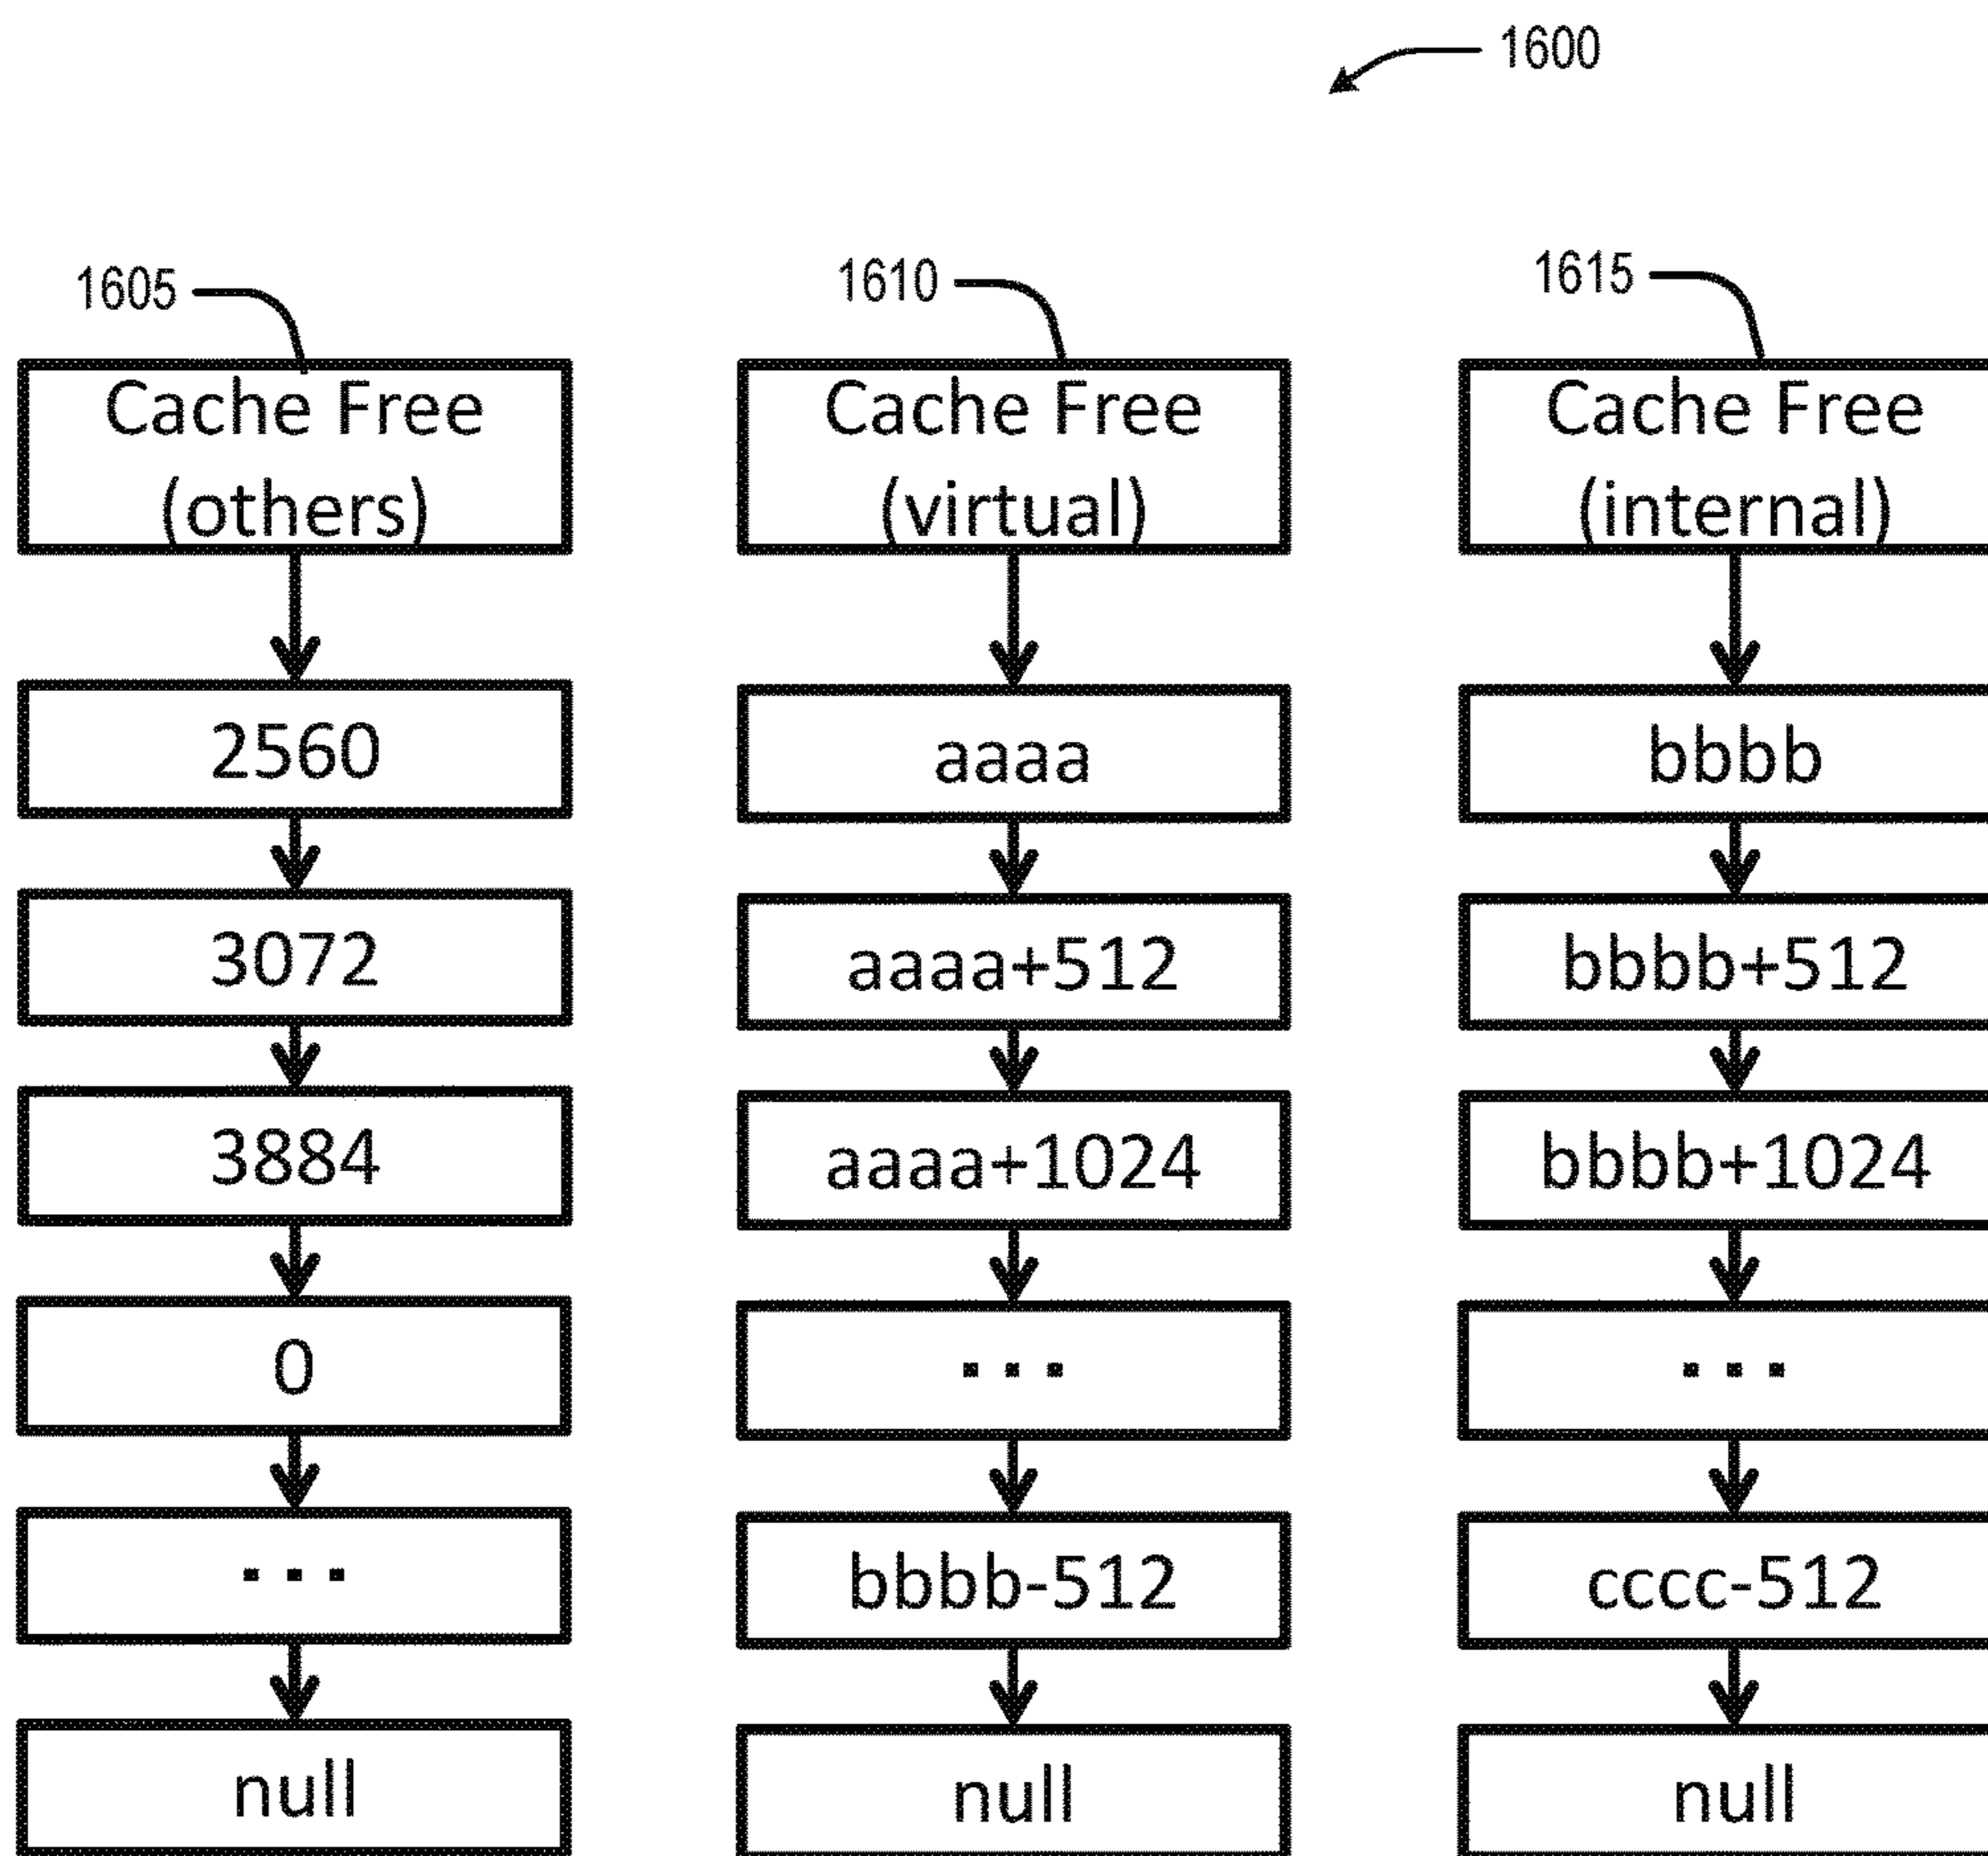 1600
1605
Cache Free
(others)
2560
3072
3884
0
...
null
1610
Cache Free
(virtual)
aaaa
aaaa+512
aaaa+1024
...
bbbb-512
null
1615
Cache Free
(internal)
bbbb
bbbb+512
bbbb+1024
...
cccc-512
null